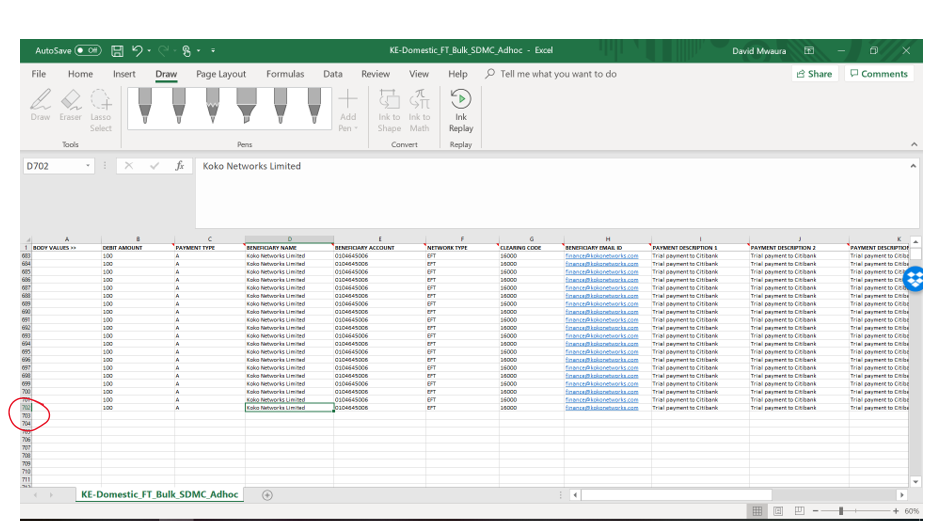 AutoSave Off KE-Domestic_FT_Bulk_SDMC_Adhoc - Excel David Mwaura
File Home Insert Draw Page Layout Formulas Data Review View Help Tell me what you want to do Share Comments
Draw Eraser Lasso Select Add Pen Ink to Shape Ink to Math Ink Replay
Tools Pens Convert Replay
D702 fx Koko Networks Limited
A B C D E F G H I J K
1 BODY VALUES >> DEBIT AMOUNT PAYMENT TYPE BENEFICIARY NAME BENEFICIARY ACCOUNT NETWORK TYPE CLEARING CODE BENEFICIARY EMAIL ID PAYMENT DESCRIPTION 1 PAYMENT DESCRIPTION 2 PAYMENT DESCRIPTION
683 100 A Koko Networks Limited 0104645006 EFT 16000 finance@kokonetworks.com Trial payment to Citibank Trial payment to Citibank Trial payment to Citiba
684 100 A Koko Networks Limited 0104645006 EFT 16000 finance@kokonetworks.com Trial payment to Citibank Trial payment to Citibank Trial payment to Citiba
685 100 A Koko Networks Limited 0104645006 EFT 16000 finance@kokonetworks.com Trial payment to Citibank Trial payment to Citibank Trial payment to Citiba
686 100 A Koko Networks Limited 0104645006 EFT 16000 finance@kokonetworks.com Trial payment to Citibank Trial payment to Citibank Trial payment to Citiba
687 100 A Koko Networks Limited 0104645006 EFT 16000 finance@kokonetworks.com Trial payment to Citibank Trial payment to Citibank Trial payment to Citiba
688 100 A Koko Networks Limited 0104645006 EFT 16000 finance@kokonetworks.com Trial payment to Citibank Trial payment to Citibank Trial payment to Citiba
689 100 A Koko Networks Limited 0104645006 EFT 16000 finance@kokonetworks.com Trial payment to Citibank Trial payment to Citibank Trial payment to Citiba
690 100 A Koko Networks Limited 0104645006 EFT 16000 finance@kokonetworks.com Trial payment to Citibank Trial payment to Citibank Trial payment to Citiba
691 100 A Koko Networks Limited 0104645006 EFT 16000 finance@kokonetworks.com Trial payment to Citibank Trial payment to Citibank Trial payment to Citiba
692 100 A Koko Networks Limited 0104645006 EFT 16000 finance@kokonetworks.com Trial payment to Citibank Trial payment to Citibank Trial payment to Citiba
693 100 A Koko Networks Limited 0104645006 EFT 16000 finance@kokonetworks.com Trial payment to Citibank Trial payment to Citibank Trial payment to Citiba
694 100 A Koko Networks Limited 0104645006 EFT 16000 finance@kokonetworks.com Trial payment to Citibank Trial payment to Citibank Trial payment to Citiba
695 100 A Koko Networks Limited 0104645006 EFT 16000 finance@kokonetworks.com Trial payment to Citibank Trial payment to Citibank Trial payment to Citiba
696 100 A Koko Networks Limited 0104645006 EFT 16000 finance@kokonetworks.com Trial payment to Citibank Trial payment to Citibank Trial payment to Citiba
697 100 A Koko Networks Limited 0104645006 EFT 16000 finance@kokonetworks.com Trial payment to Citibank Trial payment to Citibank Trial payment to Citiba
698 100 A Koko Networks Limited 0104645006 EFT 16000 finance@kokonetworks.com Trial payment to Citibank Trial payment to Citibank Trial payment to Citiba
699 100 A Koko Networks Limited 0104645006 EFT 16000 finance@kokonetworks.com Trial payment to Citibank Trial payment to Citibank Trial payment to Citiba
700 100 A Koko Networks Limited 0104645006 EFT 16000 finance@kokonetworks.com Trial payment to Citibank Trial payment to Citibank Trial payment to Citiba
701 100 A Koko Networks Limited 0104645006 EFT 16000 finance@kokonetworks.com Trial payment to Citibank Trial payment to Citibank Trial payment to Citiba
702 100 A Koko Networks Limited 0104645006 EFT 16000 finance@kokonetworks.com Trial payment to Citibank Trial payment to Citibank Trial payment to Citiba
703
704
705
706
707
708
709
710
711
KE-Domestic_FT_Bulk_SDMC_Adhoc
60%